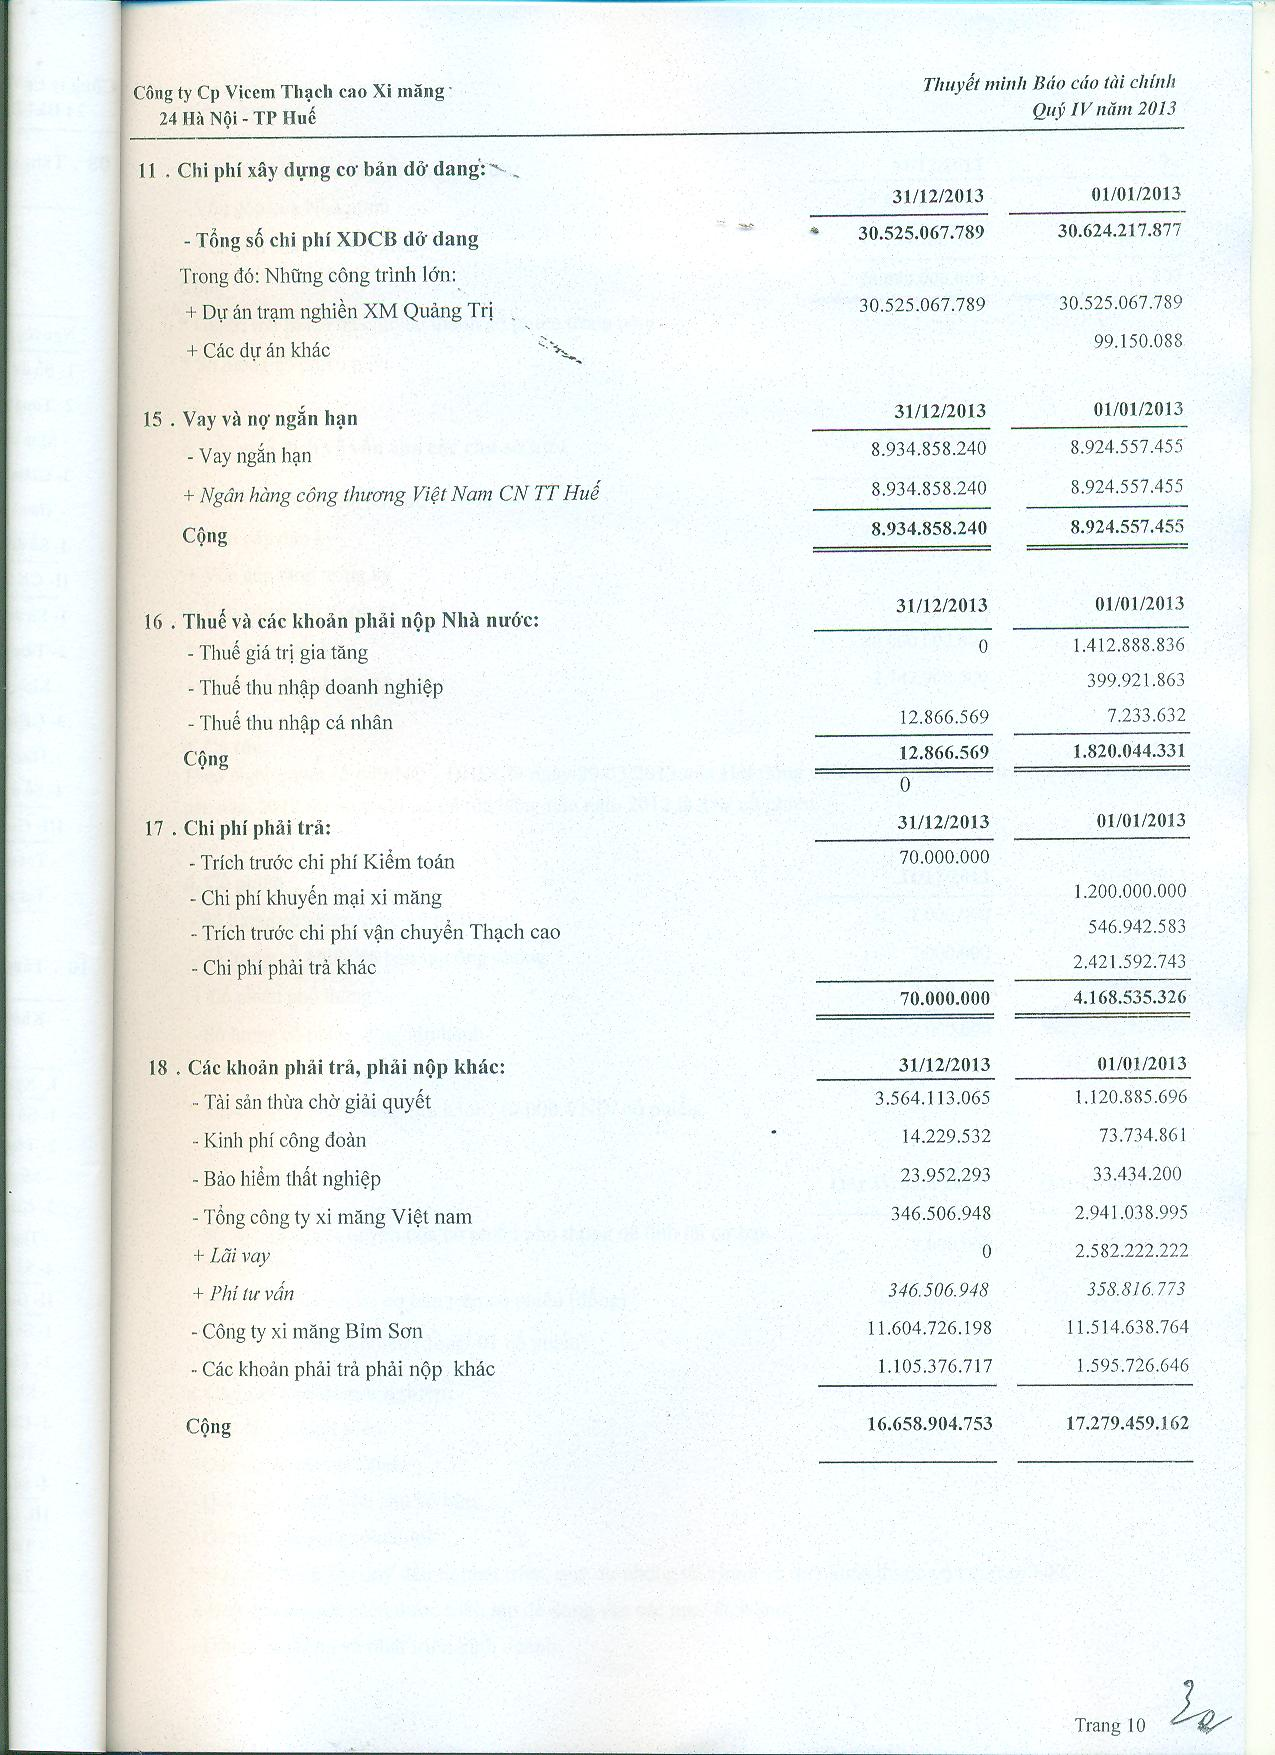 Công ty Cp Vicem Thạch cao Xi măng
Thuyết minh Báo cáo tài chính
24 Hà Nội - TP Huế
Quý IV năm 2013
11 . Chi phí xây dựng cơ bản dở dang:
31/12/2013 01/01/2013
- Tổng số chi phí XDCB dở dang 30.525.067.789 30.624.217.877
Trong đó: Những công trình lớn:
+ Dự án trạm nghiền XM Quảng Trị 30.525.067.789 30.525.067.789
+ Các dự án khác 99.150.088
15 . Vay và nợ ngắn hạn 31/12/2013 01/01/2013
- Vay ngắn hạn 8.934.858.240 8.924.557.455
+ Ngân hàng công thương Việt Nam CN TT Huế 8.934.858.240 8.924.557.455
Cộng 8.934.858.240 8.924.557.455
16 . Thuế và các khoản phải nộp Nhà nước: 31/12/2013 01/01/2013
- Thuế giá trị gia tăng 0 1.412.888.836
- Thuế thu nhập doanh nghiệp 399.921.863
- Thuế thu nhập cá nhân 12.866.569 7.233.632
Cộng 12.866.569 1.820.044.331
0
17 . Chi phí phải trả: 31/12/2013 01/01/2013
- Trích trước chi phí Kiểm toán 70.000.000
- Chi phí khuyến mại xi măng 1.200.000.000
- Trích trước chi phí vận chuyển Thạch cao 546.942.583
- Chi phí phải trả khác 2.421.592.743
70.000.000 4.168.535.326
18 . Các khoản phải trả, phải nộp khác: 31/12/2013 01/01/2013
- Tài sản thừa chờ giải quyết 3.564.113.065 1.120.885.696
- Kinh phí công đoàn 14.229.532 73.734.861
- Bảo hiểm thất nghiệp 23.952.293 33.434.200
- Tổng công ty xi măng Việt nam 346.506.948 2.941.038.995
+ Lãi vay 0 2.582.222.222
+ Phí tư vấn 346.506.948 358.816.773
- Công ty xi măng Bỉm Sơn 11.604.726.198 11.514.638.764
- Các khoản phải trả phải nộp khác 1.105.376.717 1.595.726.646
Cộng 16.658.904.753 17.279.459.162
Trang 10